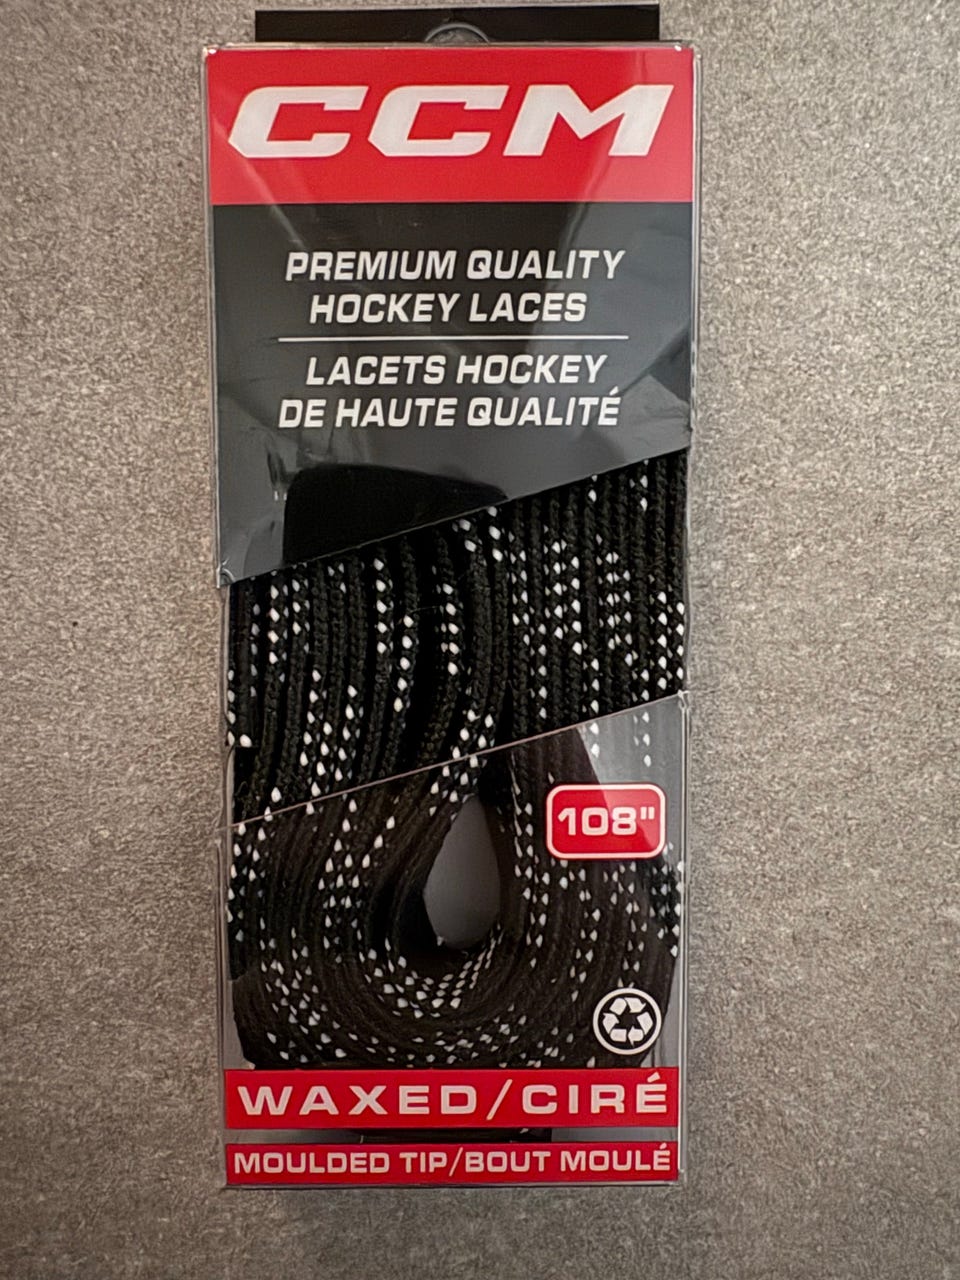 CCM
PREMIUM QUALITY
HOCKEY LACES
LACETS HOCKEY
DE HAUTE QUALITÉ
108"
WAXED/CIRÉ
MOULDED TIP/BOUT MOULÉ